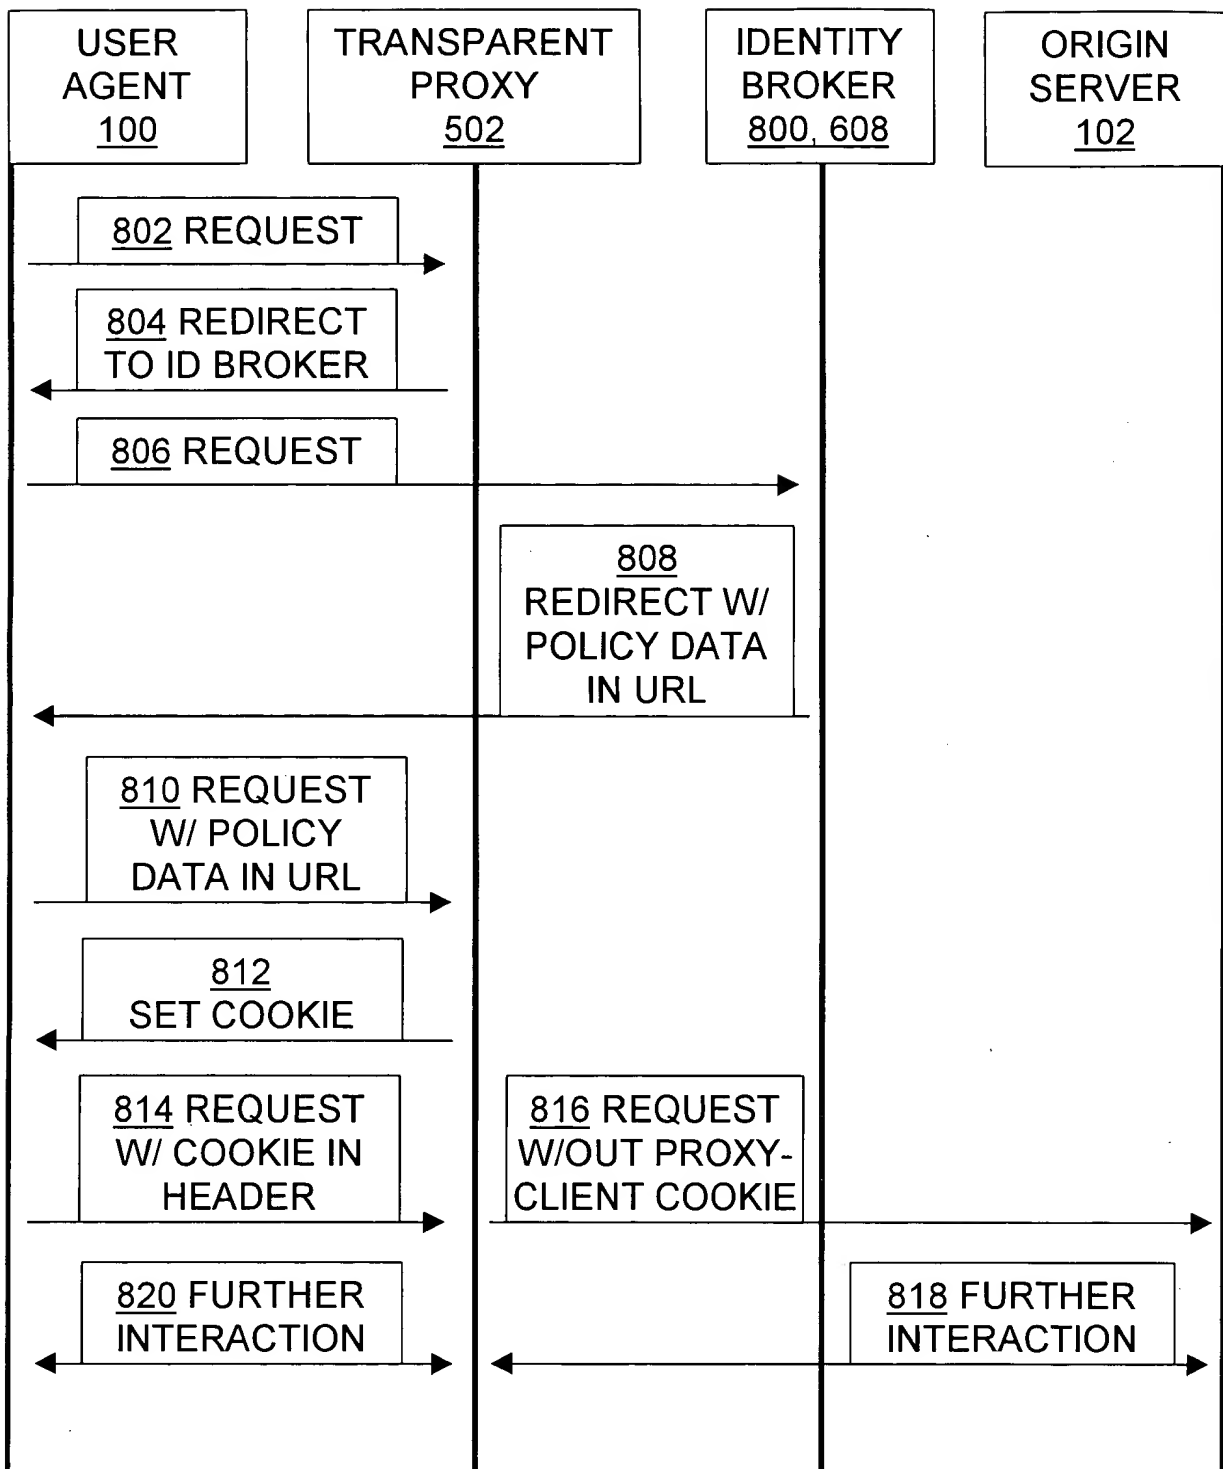 USER
AGENT
100
TRANSPARENT
PROXY
502
IDENTITY
BROKER
800, 608
ORIGIN
SERVER
102
802 REQUEST
804 REDIRECT
TO ID BROKER
806 REQUEST
808
REDIRECT W/
POLICY DATA
IN URL
810 REQUEST
W/ POLICY
DATA IN URL
812
SET COOKIE
814 REQUEST
W/ COOKIE IN
HEADER
816 REQUEST
W/OUT PROXY-
CLIENT COOKIE
820 FURTHER
INTERACTION
818 FURTHER
INTERACTION